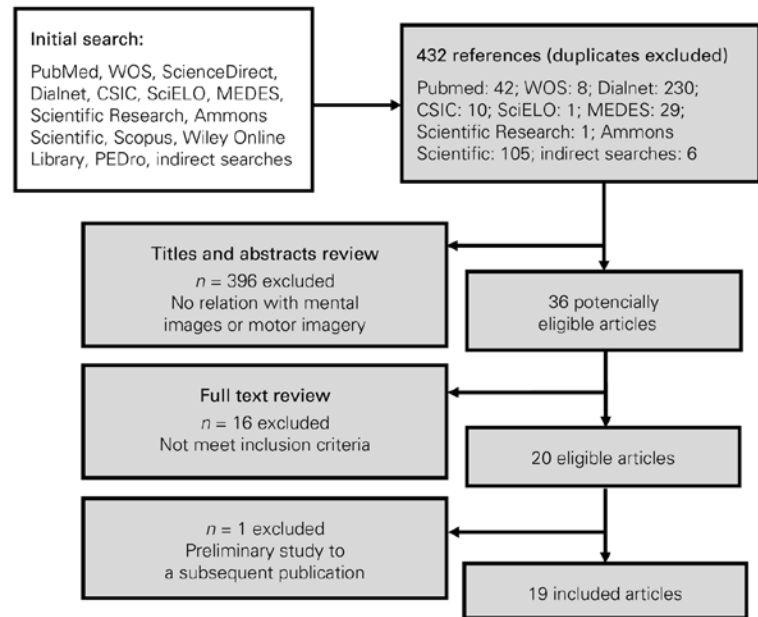 Initial search:
PubMed, WOS, ScienceDirect,
Dialnet, CSIC, SciELO, MEDES,
Scientific Research, Ammons
Scientific, Scopus, Wiley Online
Library, PEDro, indirect searches
432 references (duplicates excluded)
Pubmed: 42; WOS: 8; Dialnet: 230;
CSIC: 10; SciELO: 1; MEDES: 29;
Scientific Research: 1; Ammons
Scientific: 105; indirect searches: 6
Titles and abstracts review
n = 396 excluded
No relation with mental
images or motor imagery
36 potencially
eligible articles
Full text review
n = 16 excluded
Not meet inclusion criteria
20 eligible articles
n = 1 excluded
Preliminary study to
a subsequent publication
19 included articles